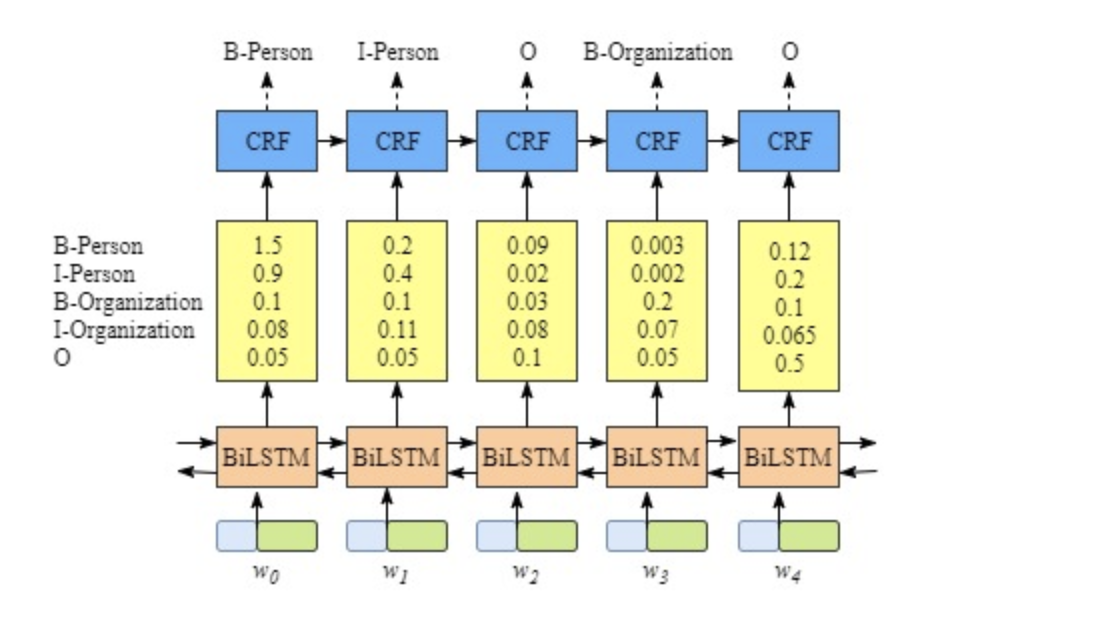 B-Person I-Person O B-Organization O
CRF CRF CRF CRF CRF
B-Person 1.5 0.2 0.09 0.003 0.12
I-Person 0.9 0.4 0.02 0.002 0.2
B-Organization 0.1 0.1 0.03 0.2 0.1
I-Organization 0.08 0.11 0.08 0.07 0.065
O 0.05 0.05 0.1 0.05 0.5
BiLSTM BiLSTM BiLSTM BiLSTM BiLSTM
w0 w1 w2 w3 w4